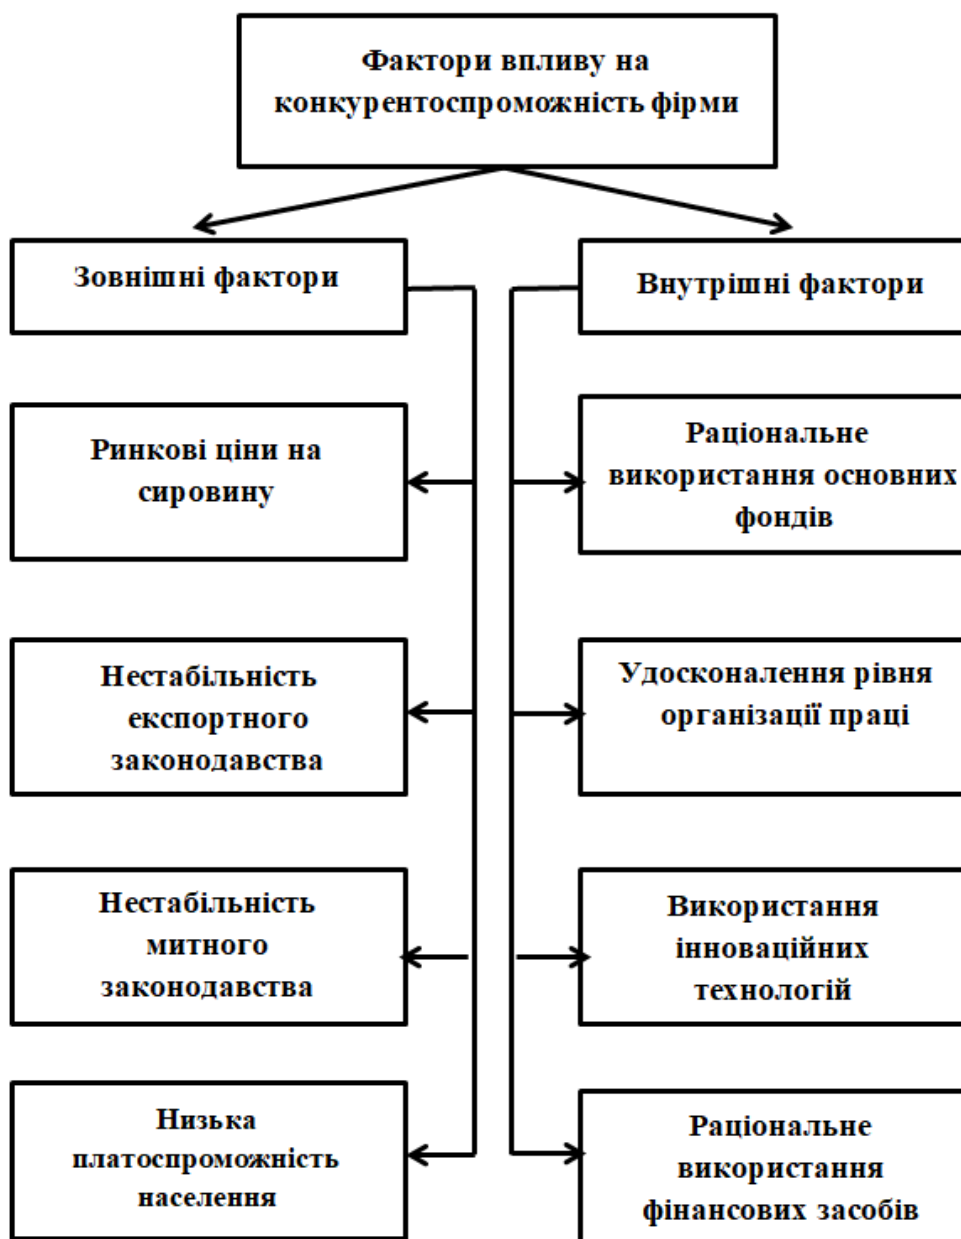 Фактори впливу на
конкурентоспроможність фірми
Зовнішні фактори
Внутрішні фактори
Ринкові ціни на
сировину
Раціональне
використання основних
фондів
Нестабільність
експортного
законодавства
Удосконалення рівня
організації праці
Нестабільність
митного
законодавства
Використання
інноваційних
технологій
Низька
платоспроможність
населення
Раціональне
використання
фінансових засобів